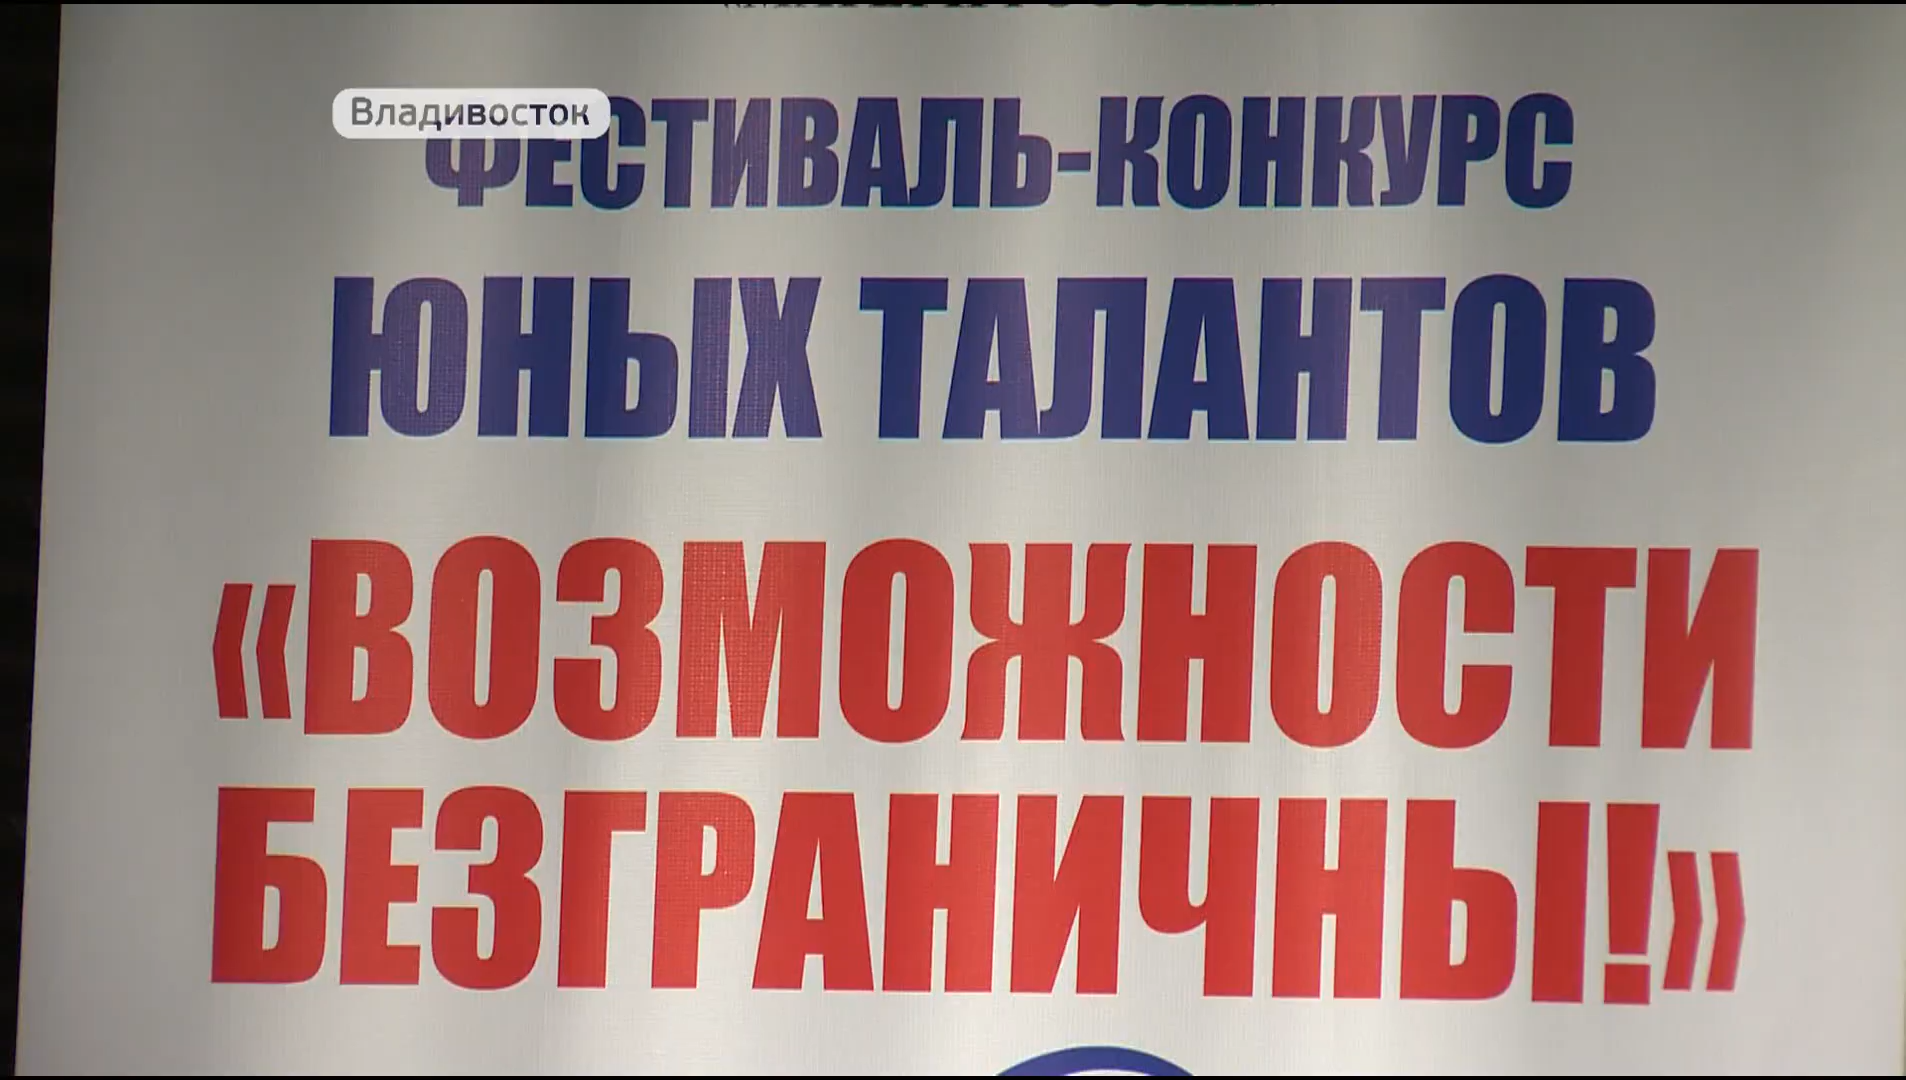 Владивосток
ФЕСТИВАЛЬ-КОНКУРС
ЮНЫХ ТАЛАНТОВ
«ВОЗМОЖНОСТИ
БЕЗГРАНИЧНЫ!»